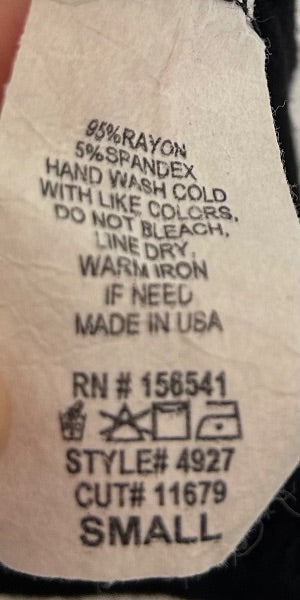 95%RAYON
5%SPANDEX
HAND WASH COLD
WITH LIKE COLORS.
DO NOT BLEACH.
LINE DRY.
WARM IRON
IF NEED
MADE IN USA
RN # 156541
STYLE# 4927
CUT# 11679
SMALL